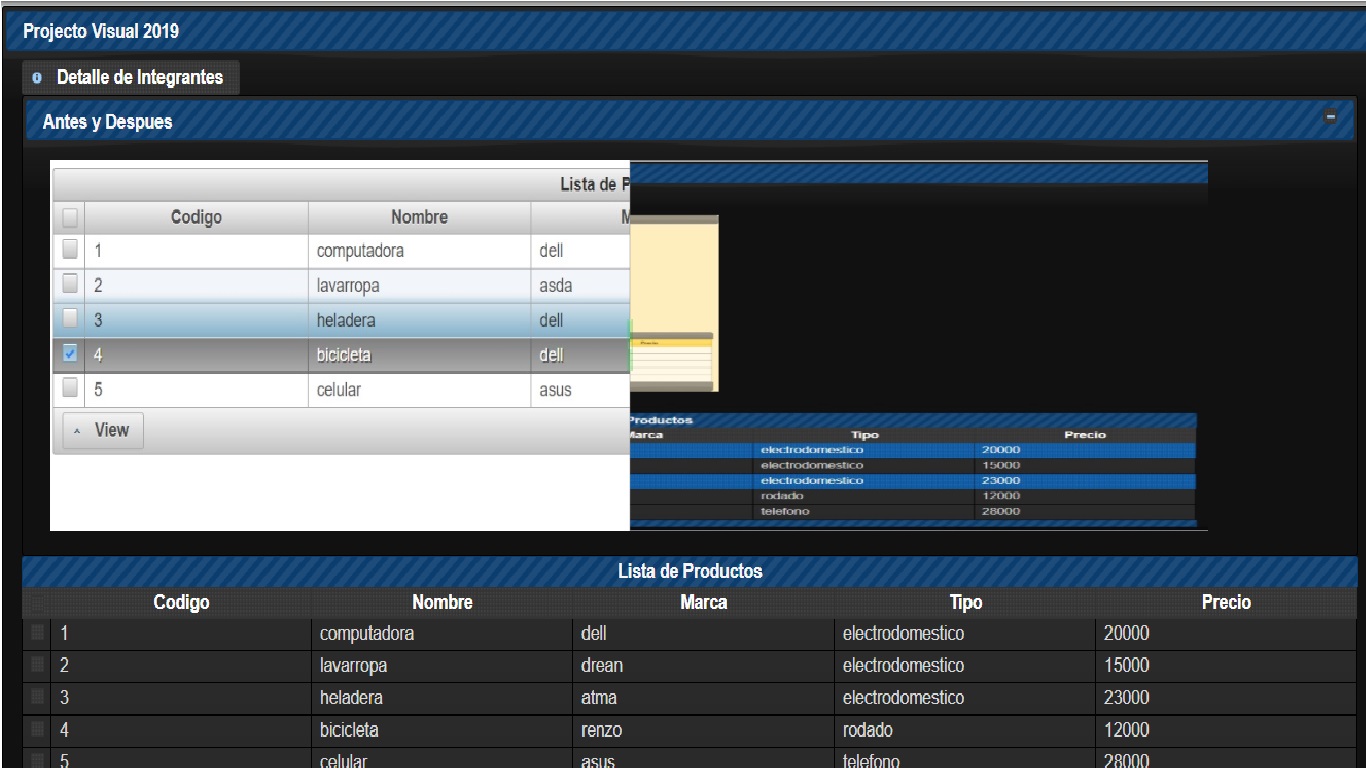 Projecto Visual 2019
Detalle de Integrantes
Antes y Despues
Lista de P
Codigo Nombre M
1 computadora dell
2 lavarropa asda
3 heladera dell
4 bicicleta dell
5 celular asus
View
Precio
Productos
Marca Tipo Precio
electrodomestico 20000
electrodomestico 15000
electrodomestico 23000
rodado 12000
telefono 28000
Lista de Productos
Codigo Nombre Marca Tipo Precio
1 computadora dell electrodomestico 20000
2 lavarropa drean electrodomestico 15000
3 heladera atma electrodomestico 23000
4 bicicleta renzo rodado 12000
5 celular asus telefono 28000